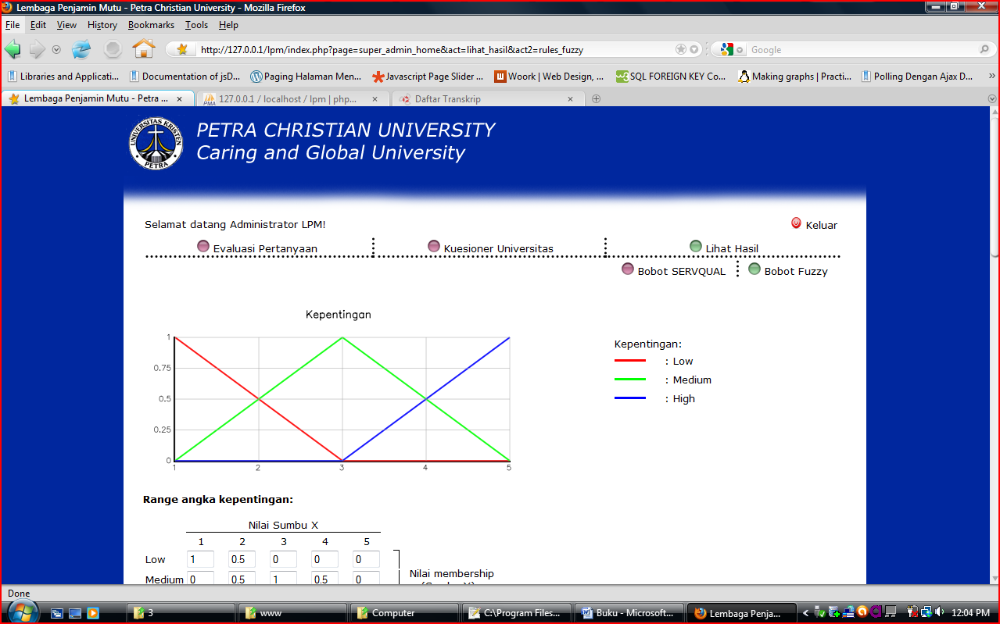 Lembaga Penjamin Mutu - Petra Christian University - Mozilla Firefox
File Edit View History Bookmarks Tools Help
http://127.0.0.1/lpm/index.php?page=super_admin_home&act=lihat_hasil&act2=rules_fuzzy
Google
Libraries and Applicati... Documentation of jsD... Paging Halaman Men... Javascript Page Slider ... Woork | Web Design, ... SQL FOREIGN KEY Co... Making graphs | Practi... Polling Dengan Ajax D... »
Lembaga Penjamin Mutu - Petra ... 127.0.0.1 / localhost / lpm | php... Daftar Transkrip
UNIVERSITAS KRISTEN
PETRA
PETRA CHRISTIAN UNIVERSITY
Caring and Global University
Selamat datang Administrator LPM!
Keluar
Evaluasi Pertanyaan Kuesioner Universitas Lihat Hasil
Bobot SERVQUAL Bobot Fuzzy
Kepentingan
1
0.75
0.5
0.25
0
1 2 3 4 5
Kepentingan:
: Low
: Medium
: High
Range angka kepentingan:
Nilai Sumbu X
1 2 3 4 5
Low 1 0.5 0 0 0
Medium 0 0.5 1 0.5 0
Nilai membership
Done
3 www Computer C:\Program Files... Buku - Microsoft... Lembaga Penja... 12:04 PM